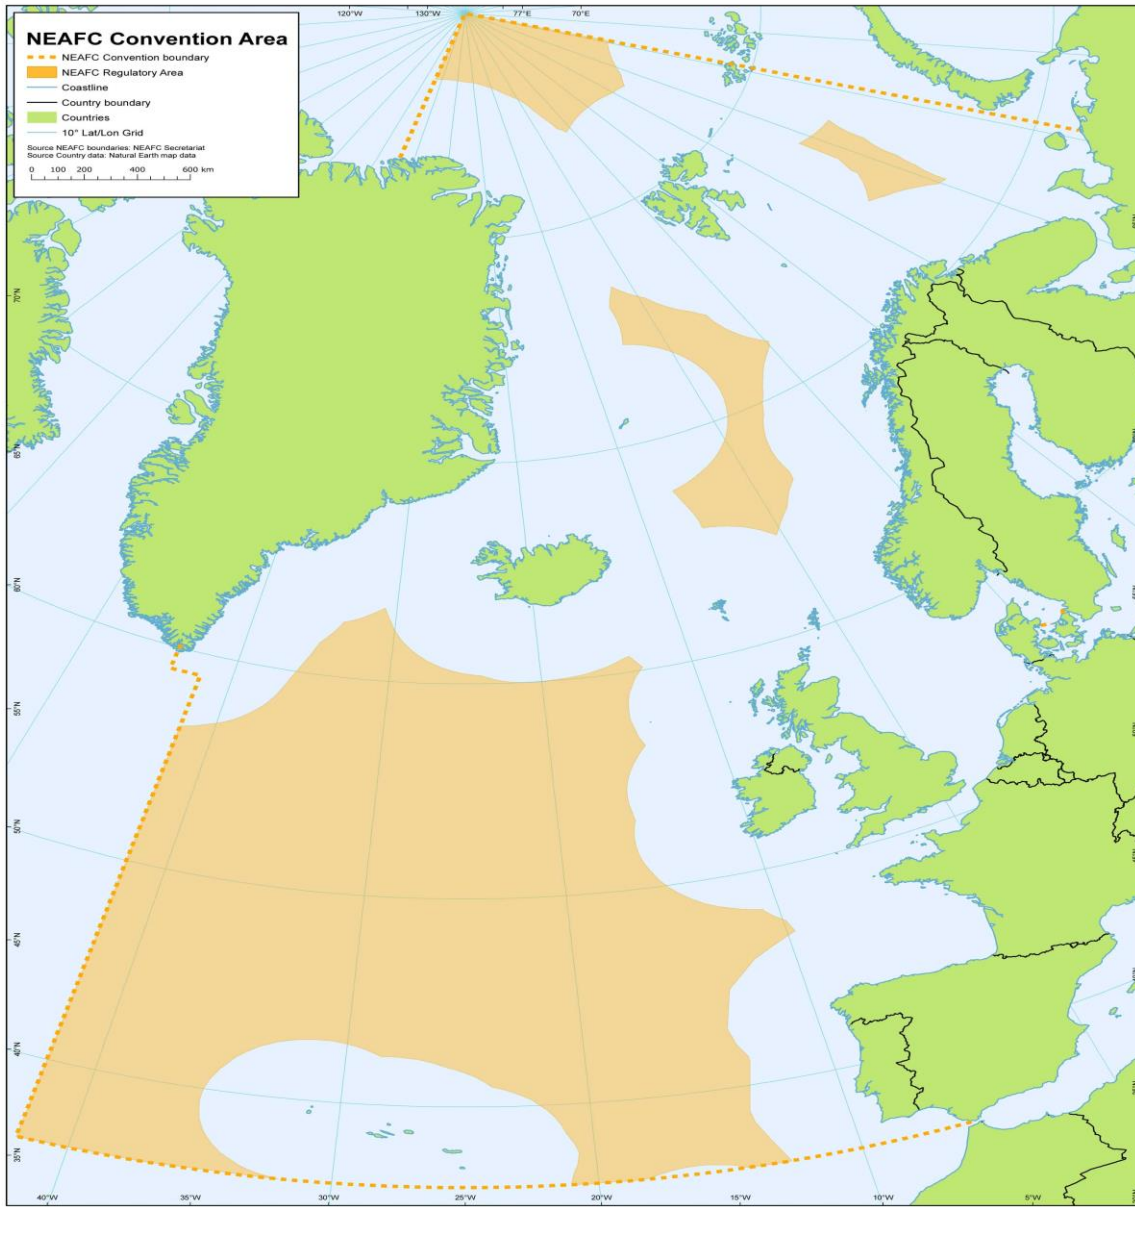 120°W 130°W 77°E 70°E
NEAFC Convention Area
NEAFC Convention boundary
NEAFC Regulatory Area
Coastline
Country boundary
Countries
10° Lat/Lon Grid
Source NEAFC boundaries: NEAFC Secretariat
Source Country data: Natural Earth map data
0 100 200 400 600 km
70°N
65°N
60°N
55°N
50°N
45°N
40°N
35°N
40°W 35°W 30°W 25°W 20°W 15°W 10°W 5°W